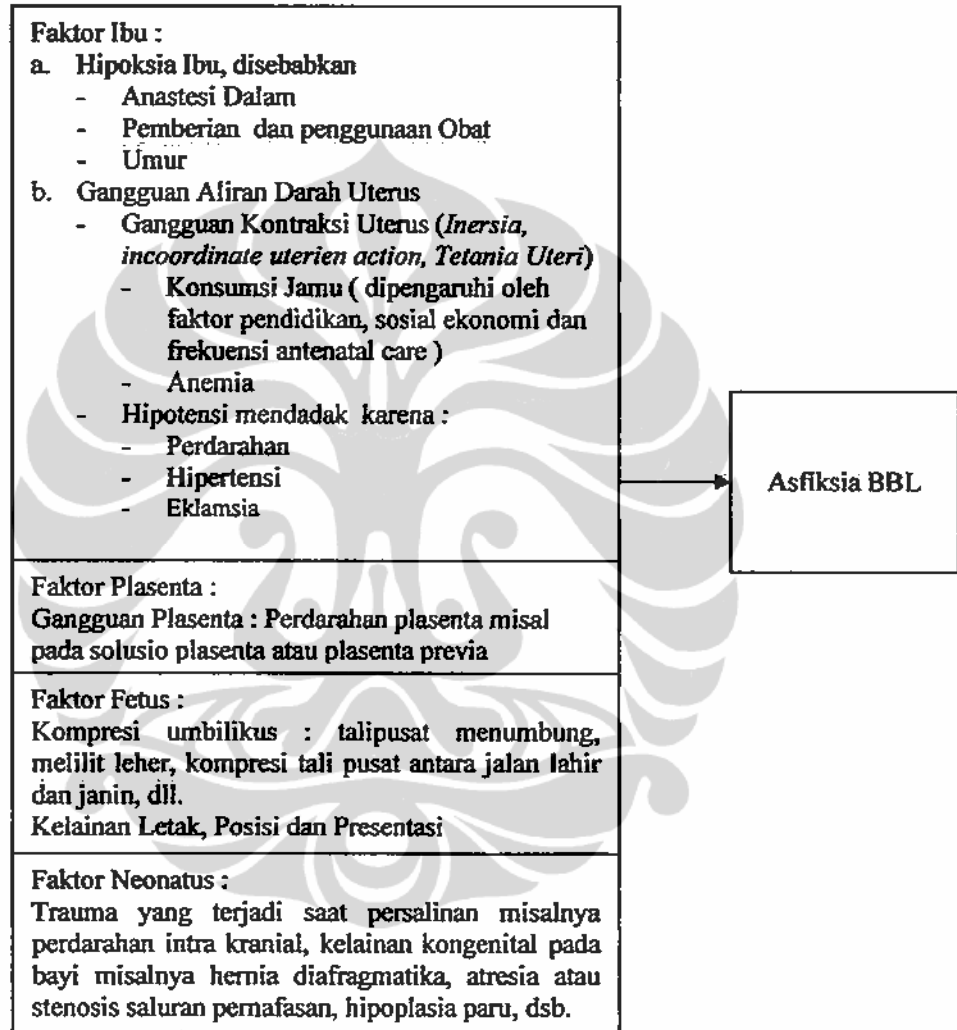 Faktor Ibu :
a. Hipoksia Ibu, disebabkan
- Anastesi Dalam
- Pemberian dan penggunaan Obat
- Umur
b. Gangguan Aliran Darah Uterus
- Gangguan Kontraksi Uterus (Inersia,
incoordinate uterien action, Tetania Uteri)
- Konsumsi Jamu ( dipengaruhi oleh
faktor pendidikan, sosial ekonomi dan
frekuensi antenatal care )
- Anemia
- Hipotensi mendadak karena :
- Perdarahan
- Hipertensi
- Eklamsia
Asfiksia BBL
Faktor Plasenta :
Gangguan Plasenta : Perdarahan plasenta misal
pada solusio plasenta atau plasenta previa
Faktor Fetus :
Kompresi umbilikus : talipusat menumbung,
melilit leher, kompresi tali pusat antara jalan lahir
dan janin, dll.
Kelainan Letak, Posisi dan Presentasi
Faktor Neonatus :
Trauma yang terjadi saat persalinan misalnya
perdarahan intra kranial, kelainan kongenital pada
bayi misalnya hernia diafragmatika, atresia atau
stenosis saluran pernafasan, hipoplasia paru, dsb.